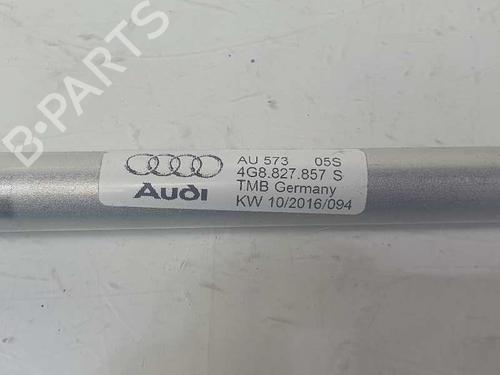 B-PARTS
AU 573 05S
4G8.827.857 S
TMB Germany
KW 10/2016/094
Audi